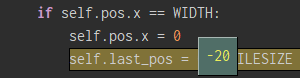 if self.pos.x == WIDTH:
self.pos.x = 0
self.last_pos = -20 ILESIZE